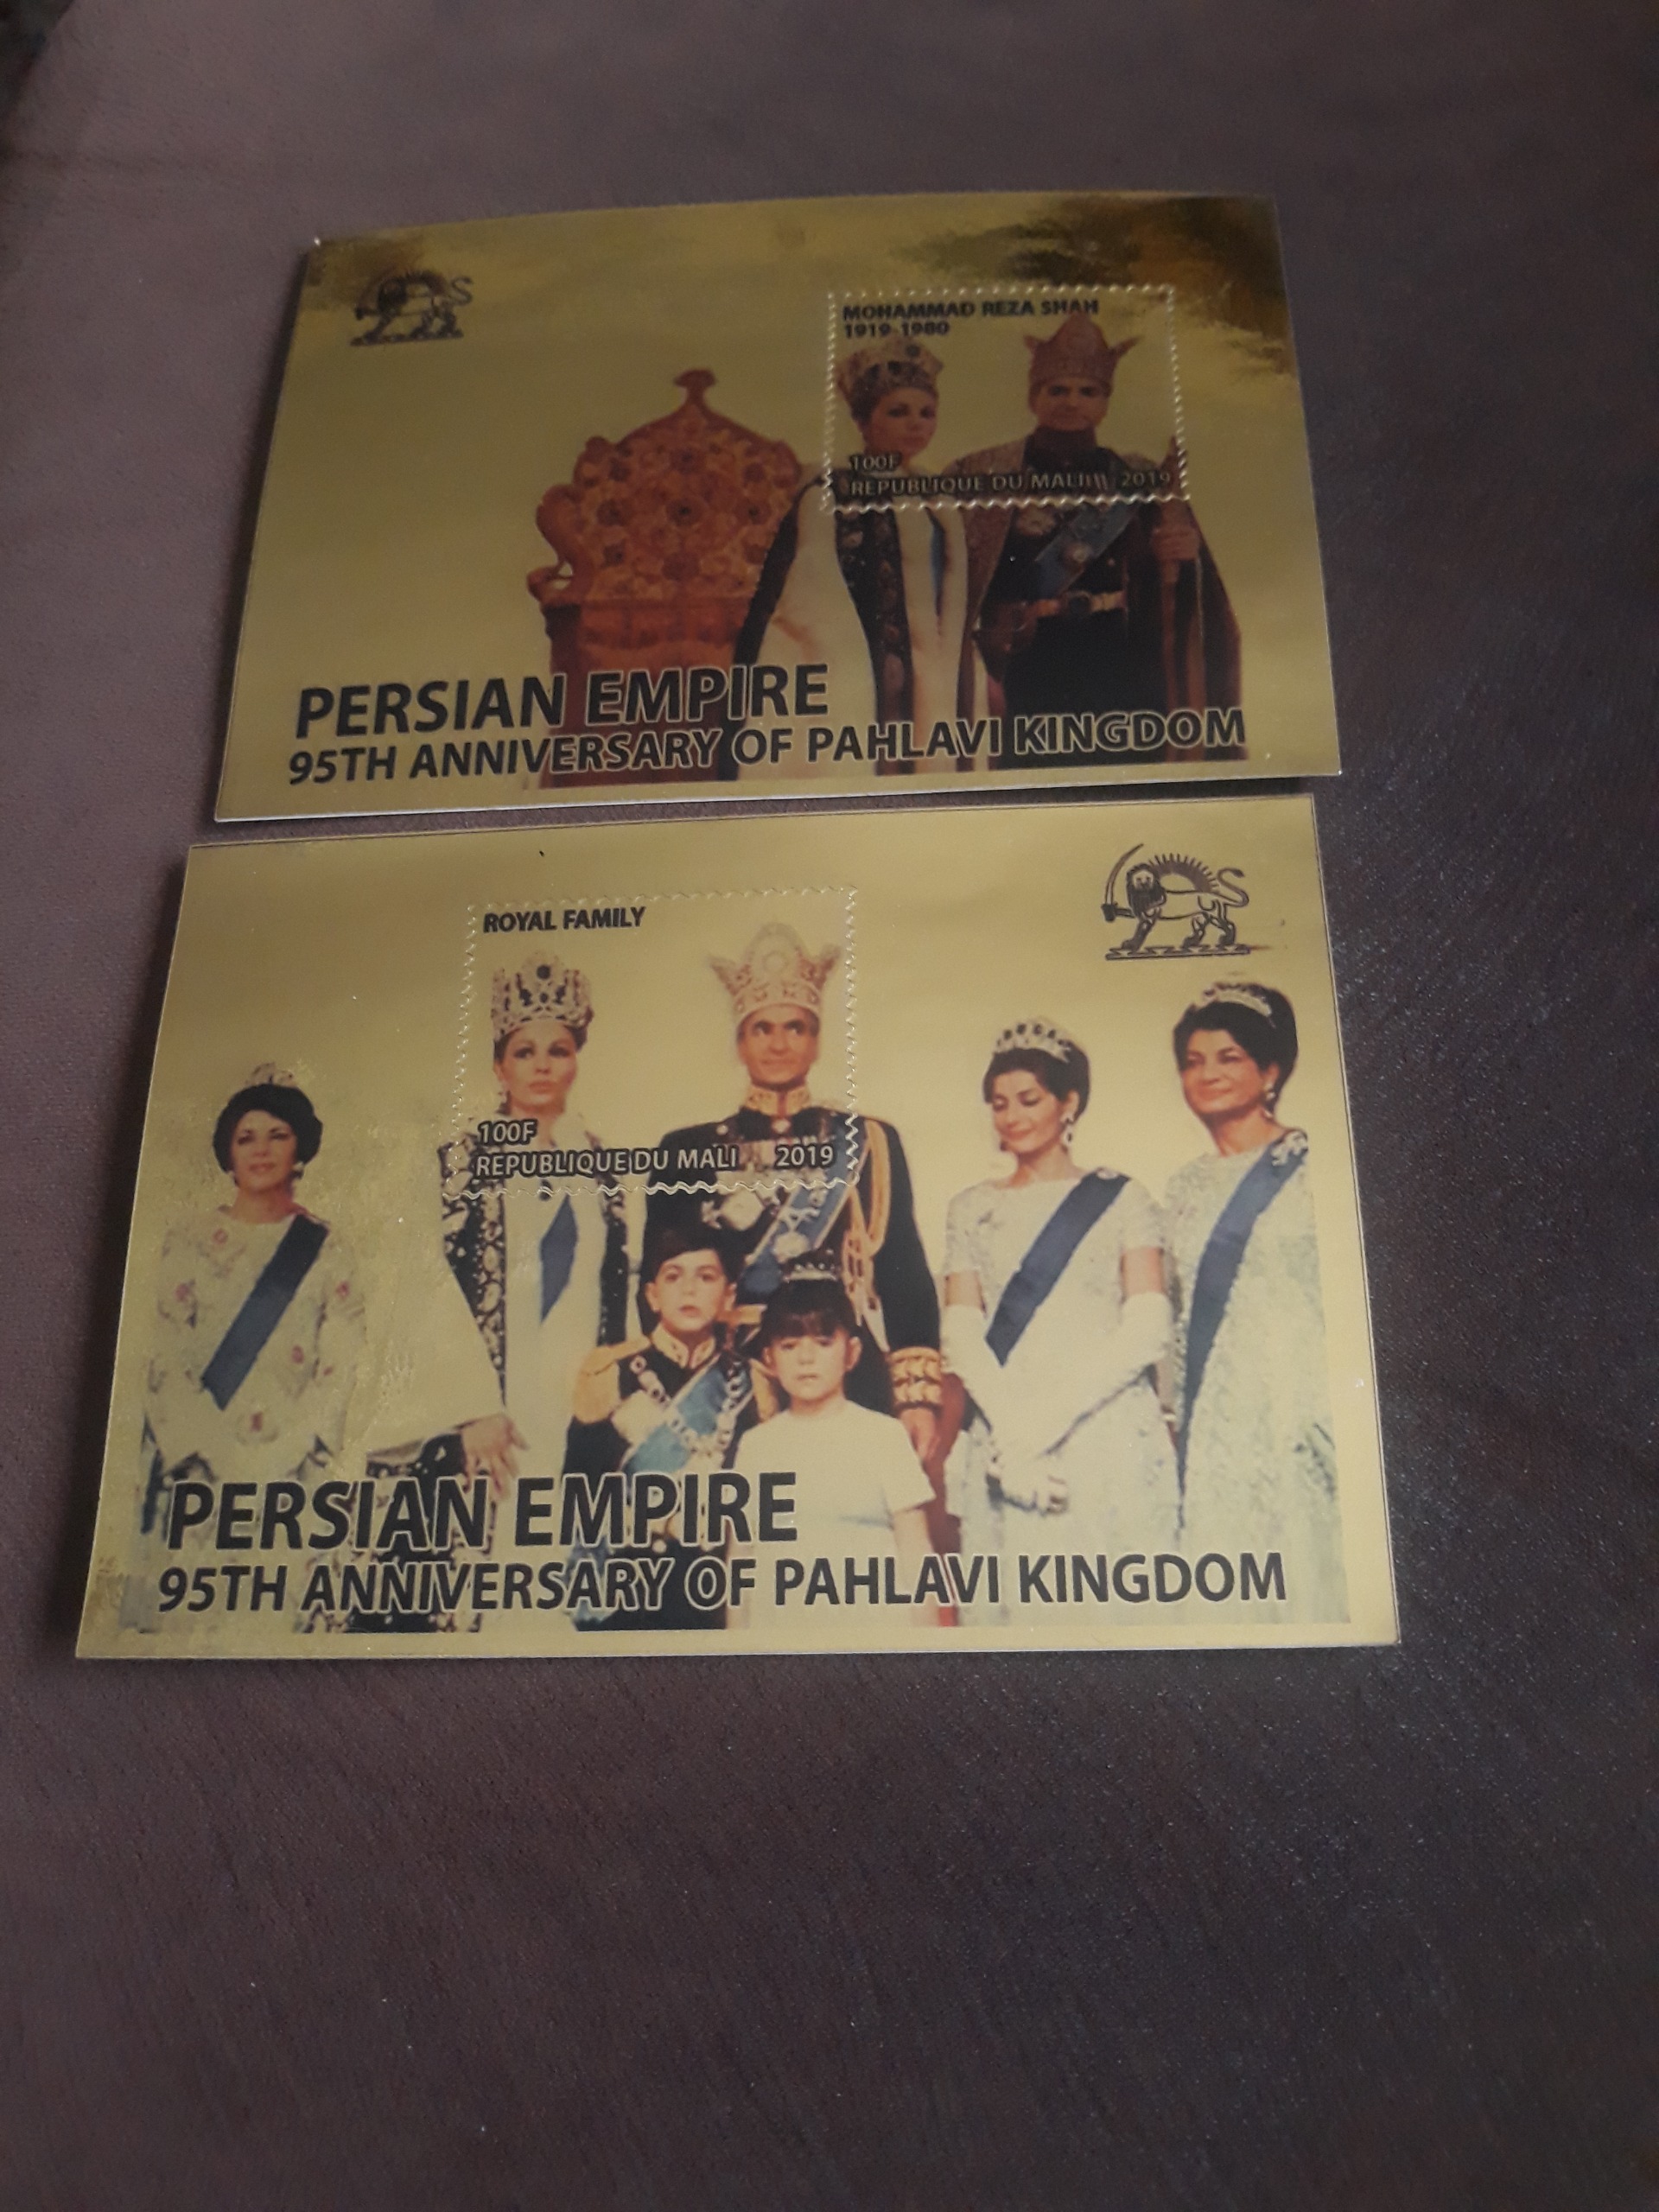 MOHAMMAD REZA SHAH
1919-1980
100F
REPUBLIQUE DU MALI 2019
PERSIAN EMPIRE
95TH ANNIVERSARY OF PAHLAVI KINGDOM
ROYAL FAMILY
100F
REPUBLIQUE DU MALI 2019
PERSIAN EMPIRE
95TH ANNIVERSARY OF PAHLAVI KINGDOM